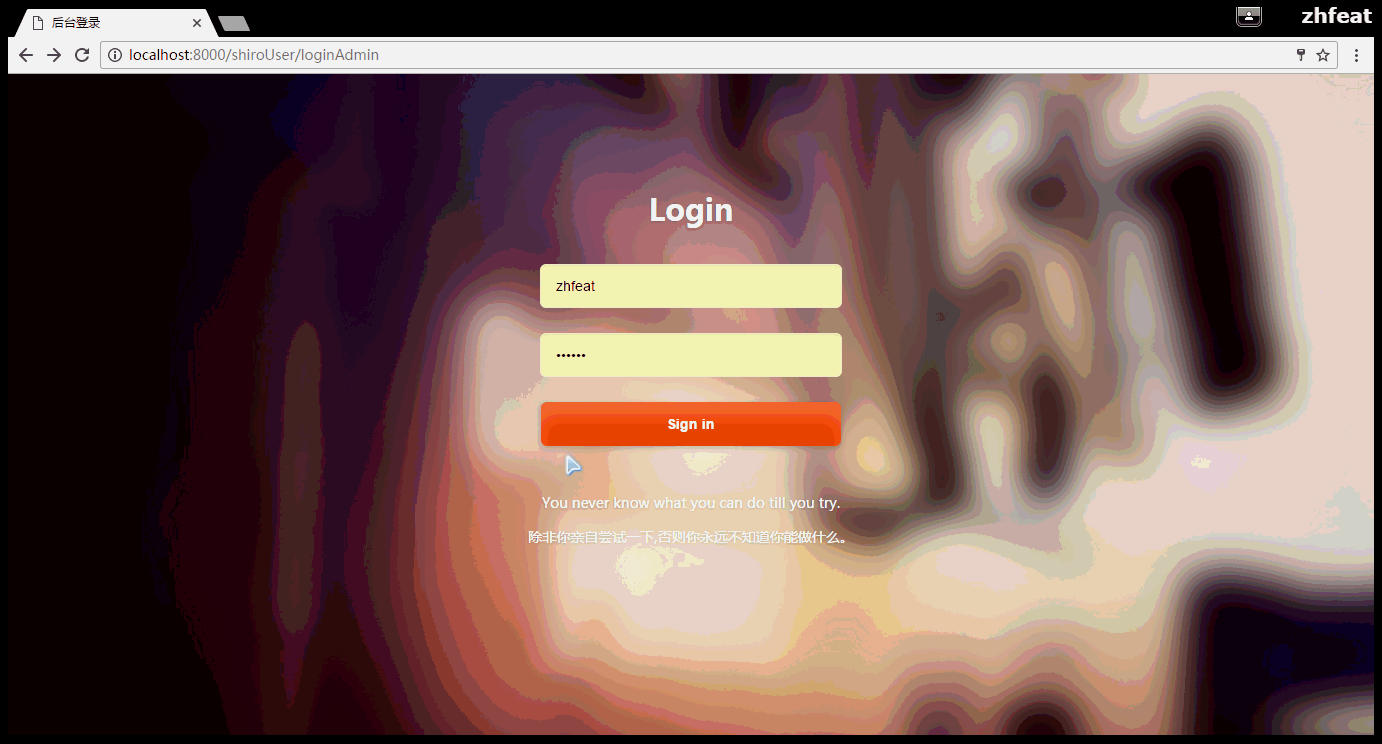 后台登录
zhfeat
localhost:8000/shiroUser/loginAdmin
Login
zhfeat
••••••
Sign in
You never know what you can do till you try.
除非你亲自尝试一下,否则你永远不知道你能做什么。